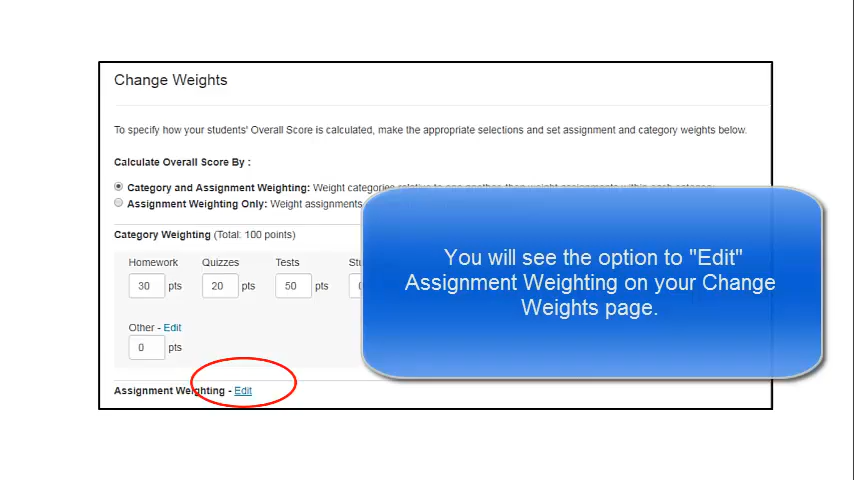 Change Weights
To specify how your students' Overall Score is calculated, make the appropriate selections and set assignment and category weights below.
Calculate Overall Score By :
Category and Assignment Weighting: Weight categories relative to one another, then weight assignments within each category.
Assignment Weighting Only: Weight assignments
Category Weighting (Total: 100 points)
Homework Quizzes Tests
30 pts 20 pts 50 pts
Other - Edit
0 pts
Assignment Weighting - Edit
You will see the option to "Edit"
Assignment Weighting on your Change
Weights page.